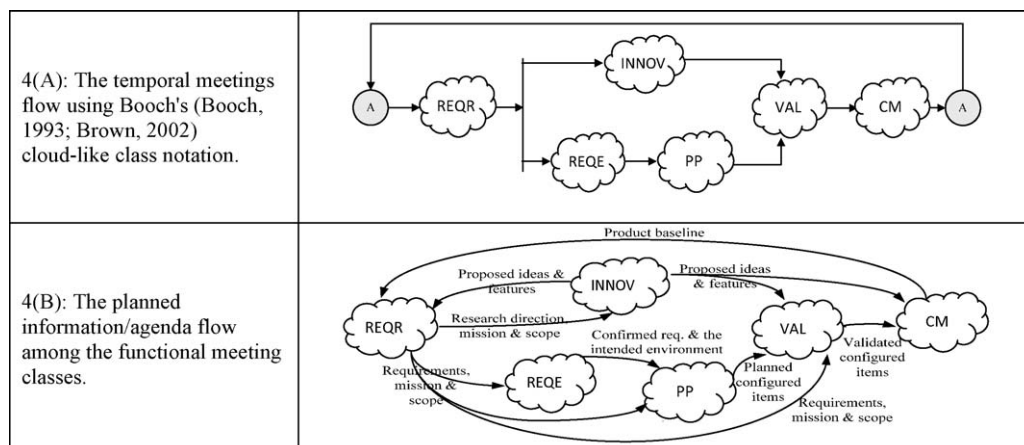 4(A): The temporal meetings
flow using Booch's (Booch,
1993; Brown, 2002)
cloud-like class notation.
INNOV
A
REQR
VAL
CM
A
REQE
PP
4(B): The planned
information/agenda flow
among the functional meeting
classes.
Product baseline
Proposed ideas &
features
INNOV
Proposed ideas
& features
REQR
Research direction,
mission & scope
VAL
CM
Confirmed req. & the
intended environment
Validated
configured
items
Requirements,
mission &
scope
REQE
PP
Planned
configured
items
Requirements,
mission & scope